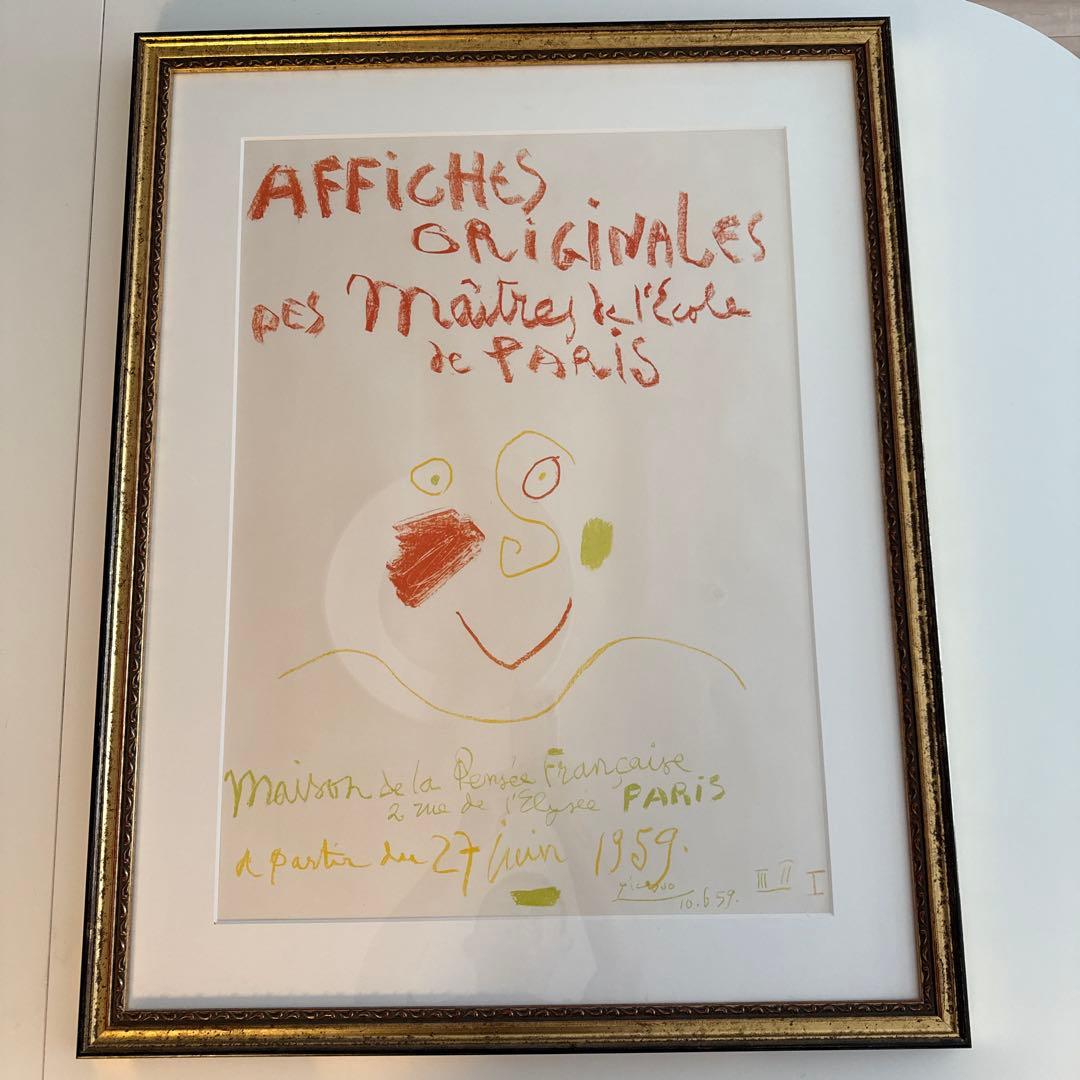 AFFiCHES
ORiGiNALES
DES Maîtres de l'École
de PARiS
Maison de la Pensée Française
2 rue de l'Elysée PARiS
a partir du 27 juin 1959.
Picasso
10.6.59.
III II I